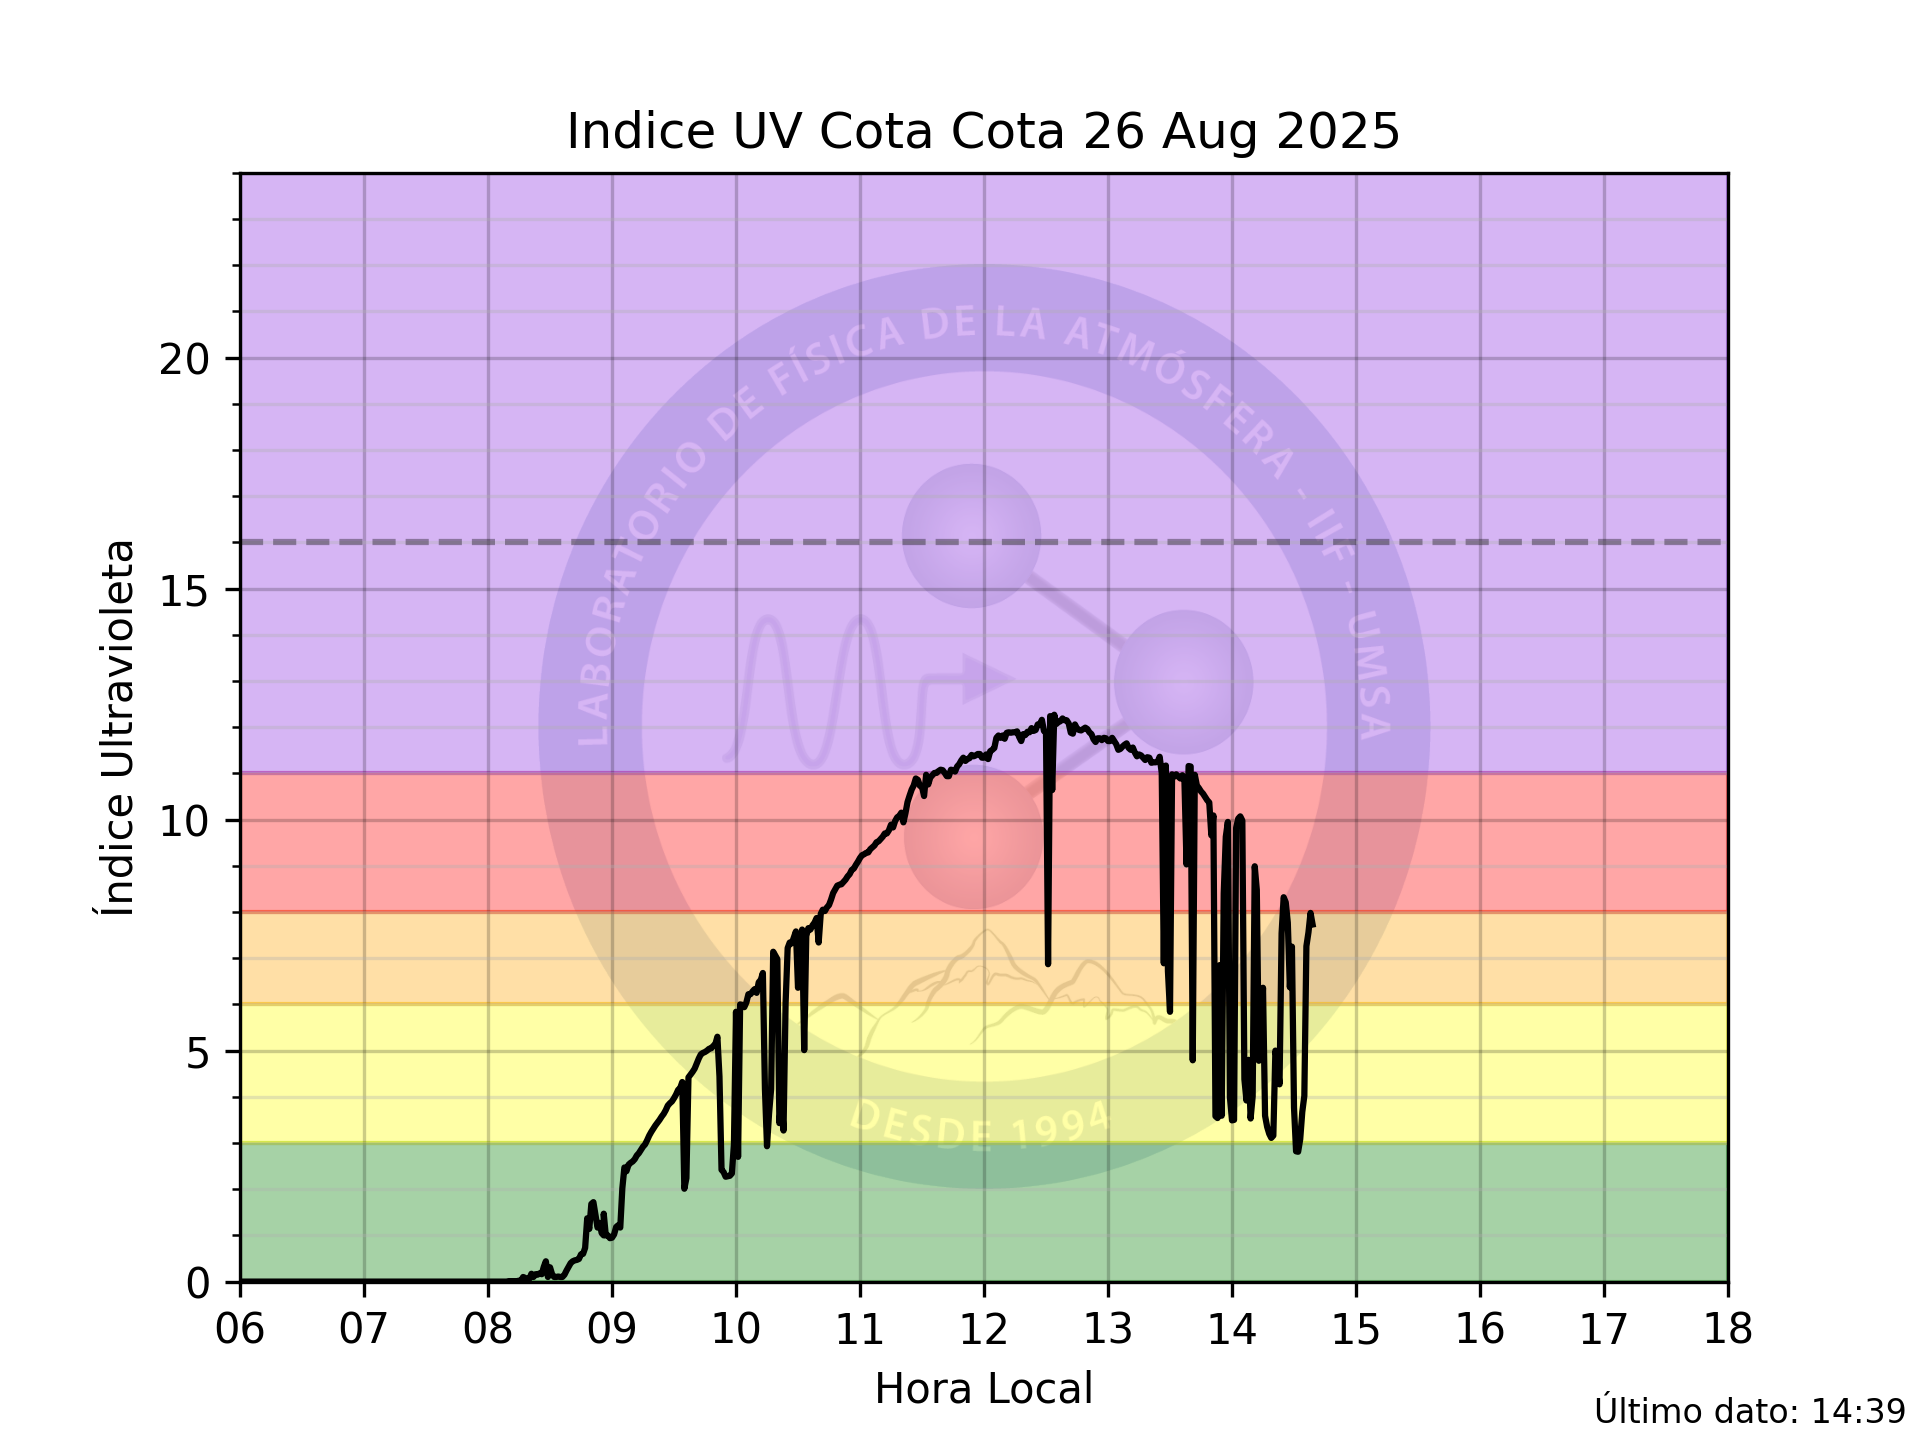 Indice UV Cota Cota 26 Aug 2025
LABORATORIO DE FÍSICA DE LA ATMÓSFERA - IIF - UMSA
DESDE 1994
Índice Ultravioleta
20
15
10
5
0
06 07 08 09 10 11 12 13 14 15 16 17 18
Hora Local
Último dato: 14:39